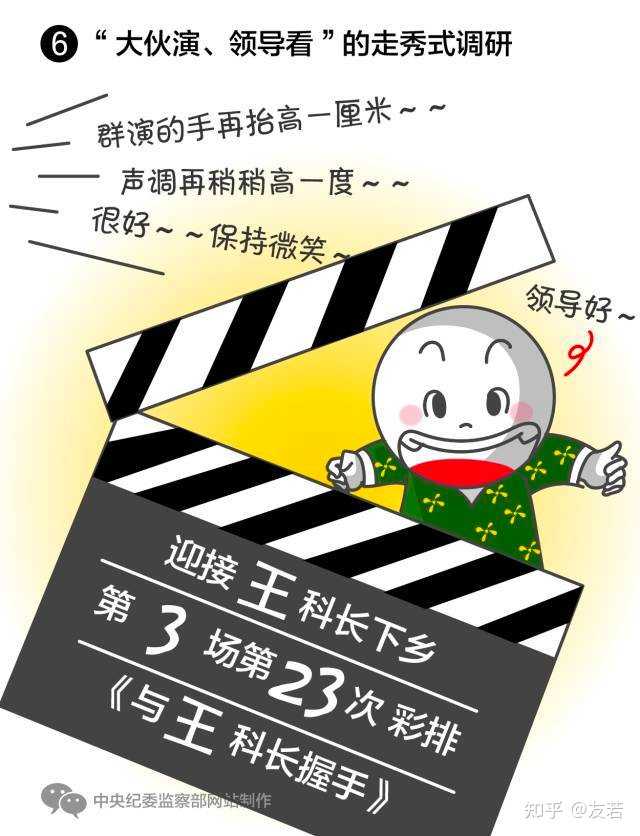 6 “大伙演、领导看”的走秀式调研
群演的手再抬高一厘米~~
声调再稍稍高一度~~
很好~~保持微笑~
领导好~
迎接王科长下乡
第3场第23次彩排
《与王科长握手》
中央纪委监察部网站制作
知乎 @友若